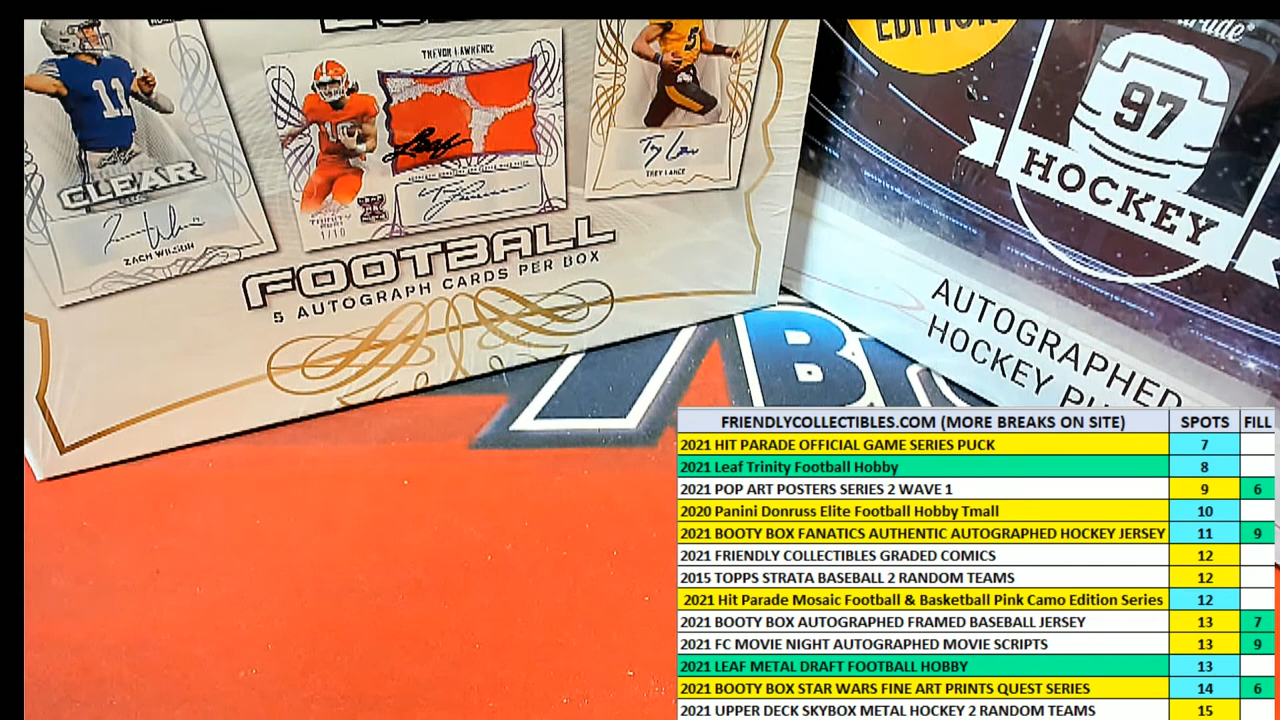 11
CLEAR
ZACH WILSON
TREVOR LAWRENCE
Leaf
TRINITY
1/10
5
TREY LANCE
FOOTBALL
5 AUTOGRAPH CARDS PER BOX
EDITION
97
HOCKEY
AUTOGRAPHED
HOCKEY
FRIENDLYCOLLECTIBLES.COM (MORE BREAKS ON SITE) SPOTS FILL
2021 HIT PARADE OFFICIAL GAME SERIES PUCK 7
2021 Leaf Trinity Football Hobby 8
2021 POP ART POSTERS SERIES 2 WAVE 1 9 6
2020 Panini Donruss Elite Football Hobby Tmall 10
2021 BOOTY BOX FANATICS AUTHENTIC AUTOGRAPHED HOCKEY JERSEY 11 9
2021 FRIENDLY COLLECTIBLES GRADED COMICS 12
2015 TOPPS STRATA BASEBALL 2 RANDOM TEAMS 12
2021 Hit Parade Mosaic Football & Basketball Pink Camo Edition Series 12
2021 BOOTY BOX AUTOGRAPHED FRAMED BASEBALL JERSEY 13 7
2021 FC MOVIE NIGHT AUTOGRAPHED MOVIE SCRIPTS 13 9
2021 LEAF METAL DRAFT FOOTBALL HOBBY 13
2021 BOOTY BOX STAR WARS FINE ART PRINTS QUEST SERIES 14 6
2021 UPPER DECK SKYBOX METAL HOCKEY 2 RANDOM TEAMS 15